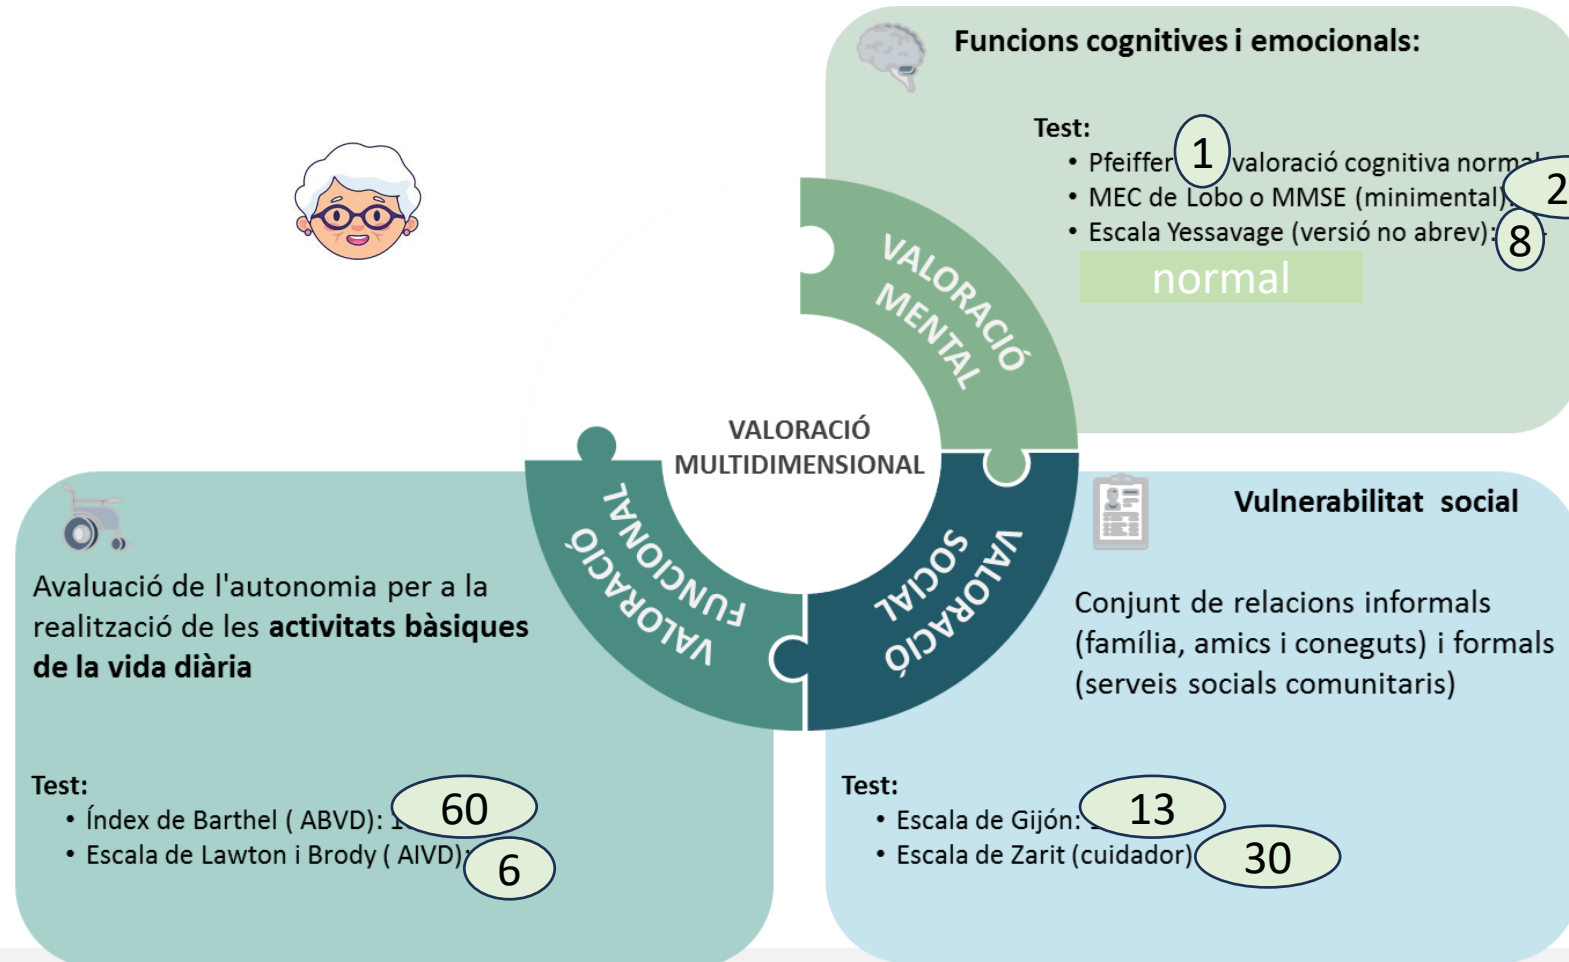 Funcions cognitives i emocionals:
Test:
• Pfeiffer 1 valoració cognitiva normal
• MEC de Lobo o MMSE (minimental): 2
• Escala Yessavage (versió no abrev): 8
normal
VALORACIÓ
MENTAL
VALORACIÓ
MULTIDIMENSIONAL
VALORACIÓ
FUNCIONAL
VALORACIÓ
SOCIAL
Avaluació de l'autonomia per a la
realització de les activitats bàsiques
de la vida diària
Test:
• Índex de Barthel ( ABVD): 60
• Escala de Lawton i Brody ( AIVD): 6
Vulnerabilitat social
Conjunt de relacions informals
(família, amics i coneguts) i formals
(serveis socials comunitaris)
Test:
• Escala de Gijón: 13
• Escala de Zarit (cuidador) 30